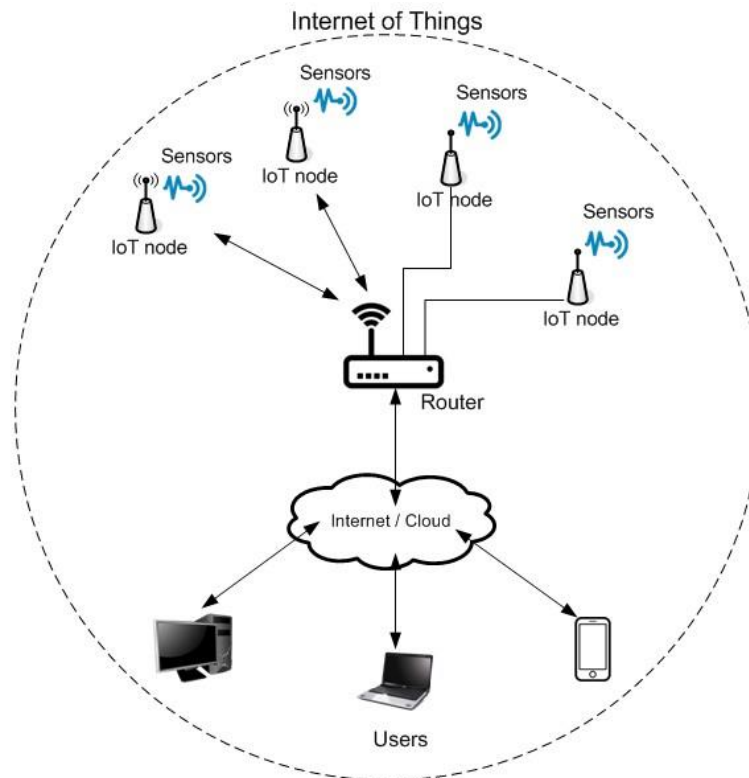 Internet of Things
Sensors
IoT node
Sensors
IoT node
Sensors
IoT node
Sensors
IoT node
Router
Internet / Cloud
Users